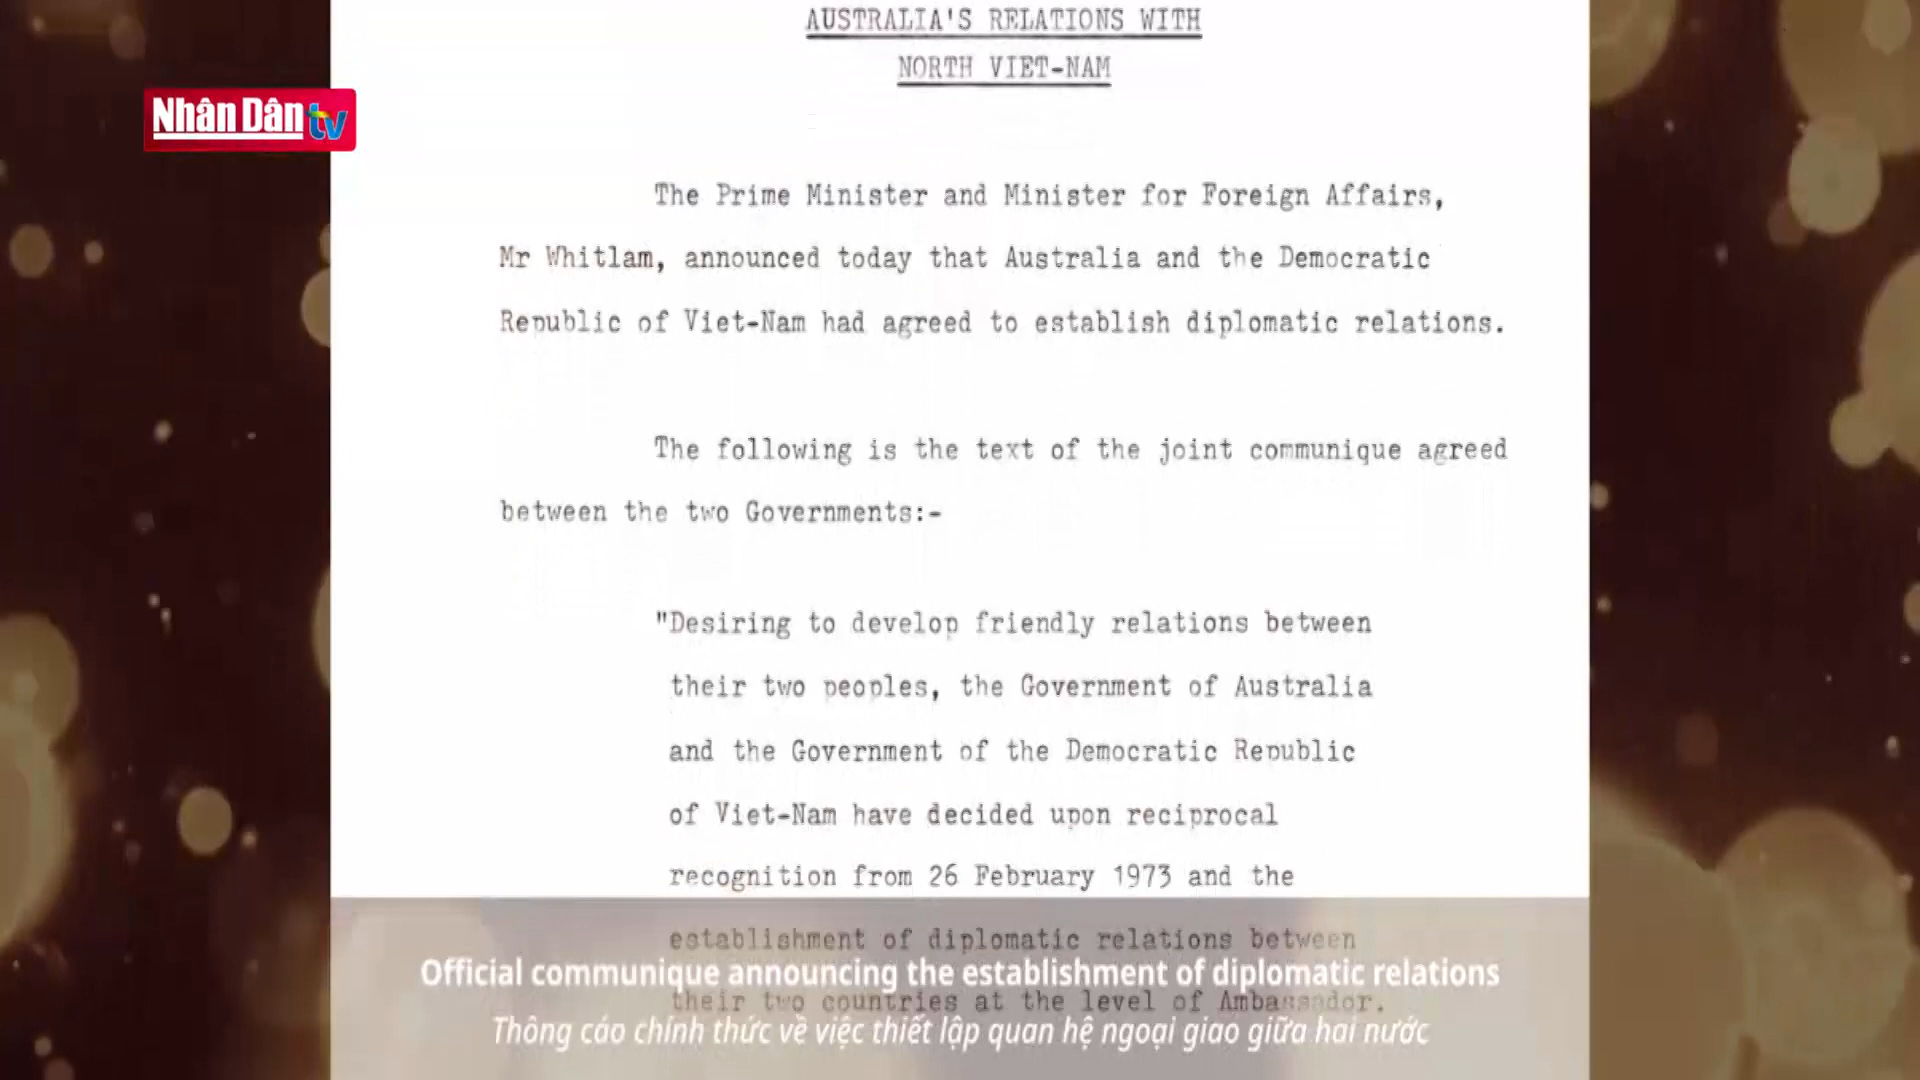 AUSTRALIA'S RELATIONS WITH
NORTH VIET-NAM
Nhân Dân tv
The Prime Minister and Minister for Foreign Affairs,
Mr Whitlam, announced today that Australia and the Democratic
Republic of Viet-Nam had agreed to establish diplomatic relations.
The following is the text of the joint communique agreed
between the two Governments:-
"Desiring to develop friendly relations between
their two peoples, the Government of Australia
and the Government of the Democratic Republic
of Viet-Nam have decided upon reciprocal
recognition from 26 February 1973 and the
establishment of diplomatic relations between
Official communique announcing the establishment of diplomatic relations
their two countries at the level of Ambassador.
Thông cáo chính thức về việc thiết lập quan hệ ngoại giao giữa hai nước